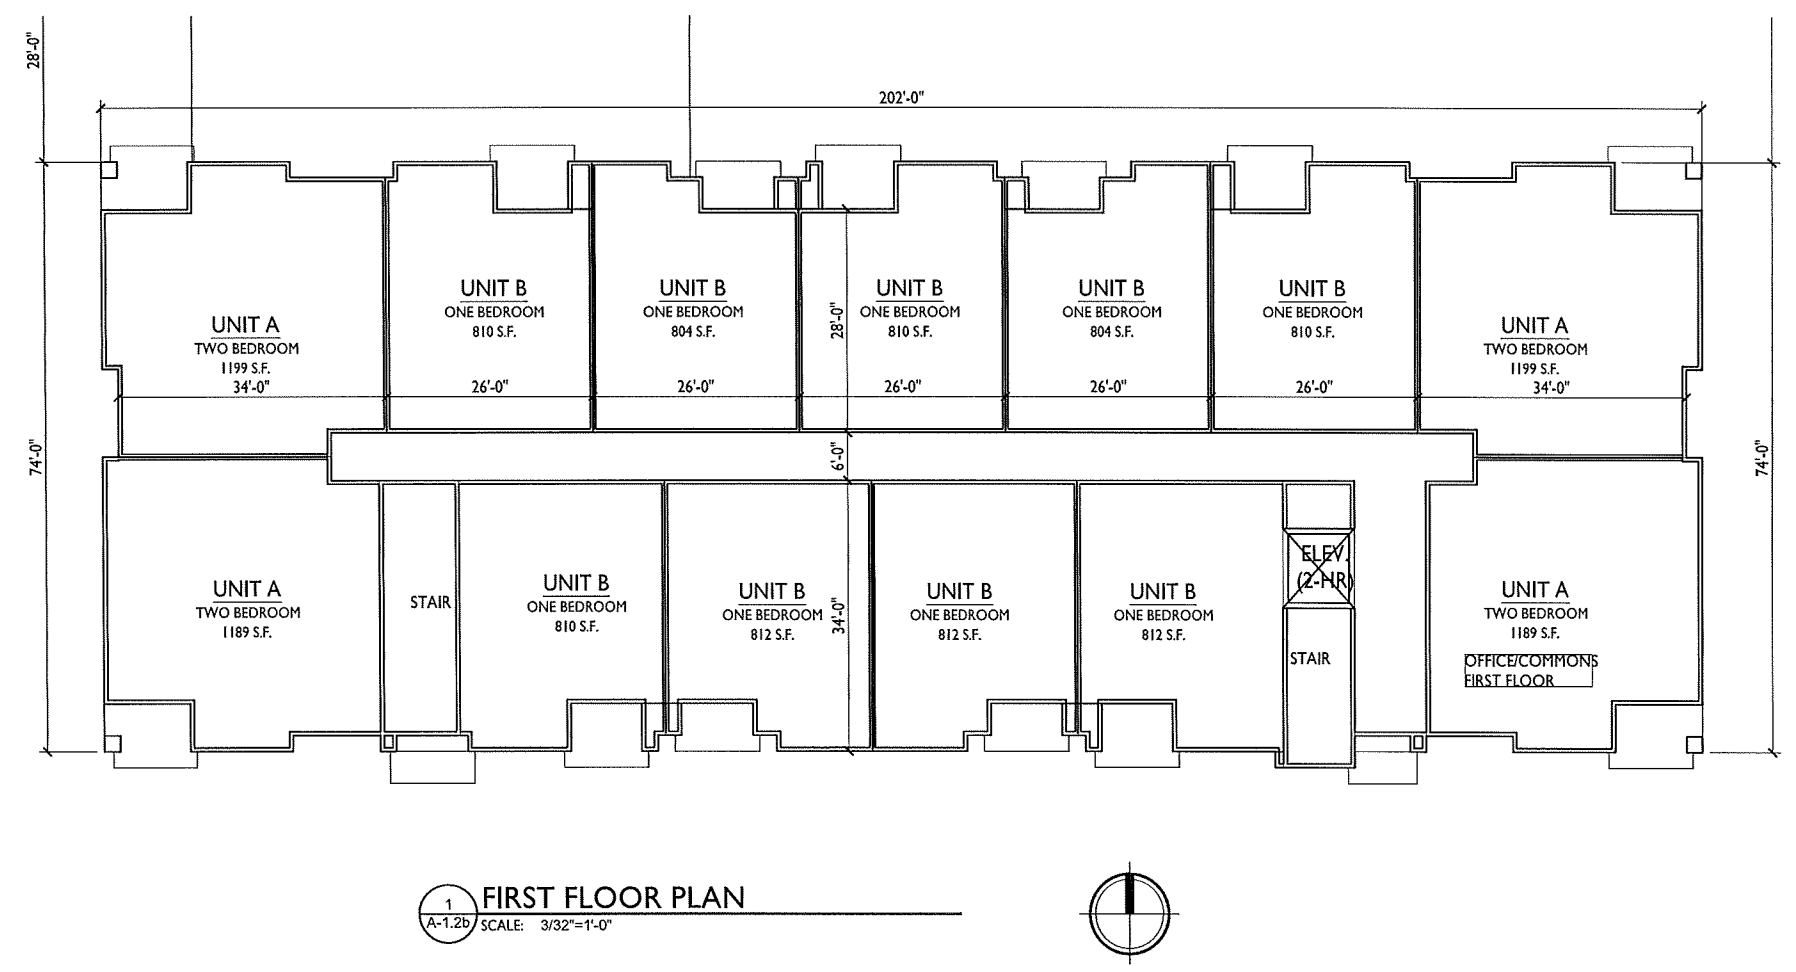 28'-0"
202'-0"
UNIT A
TWO BEDROOM
1199 S.F.
34'-0"
UNIT B
ONE BEDROOM
810 S.F.
26'-0"
UNIT B
ONE BEDROOM
804 S.F.
26'-0"
28'-0"
UNIT B
ONE BEDROOM
810 S.F.
26'-0"
UNIT B
ONE BEDROOM
804 S.F.
26'-0"
UNIT B
ONE BEDROOM
810 S.F.
26'-0"
UNIT A
TWO BEDROOM
1199 S.F.
34'-0"
74'-0"
6'-0"
74'-0"
UNIT A
TWO BEDROOM
1189 S.F.
STAIR
UNIT B
ONE BEDROOM
810 S.F.
UNIT B
ONE BEDROOM
812 S.F.
34'-0"
UNIT B
ONE BEDROOM
812 S.F.
UNIT B
ONE BEDROOM
812 S.F.
ELEV.
(2-HR)
STAIR
UNIT A
TWO BEDROOM
1189 S.F.
OFFICE/COMMONS
FIRST FLOOR
1
A-1.2b
FIRST FLOOR PLAN
SCALE: 3/32"=1'-0"